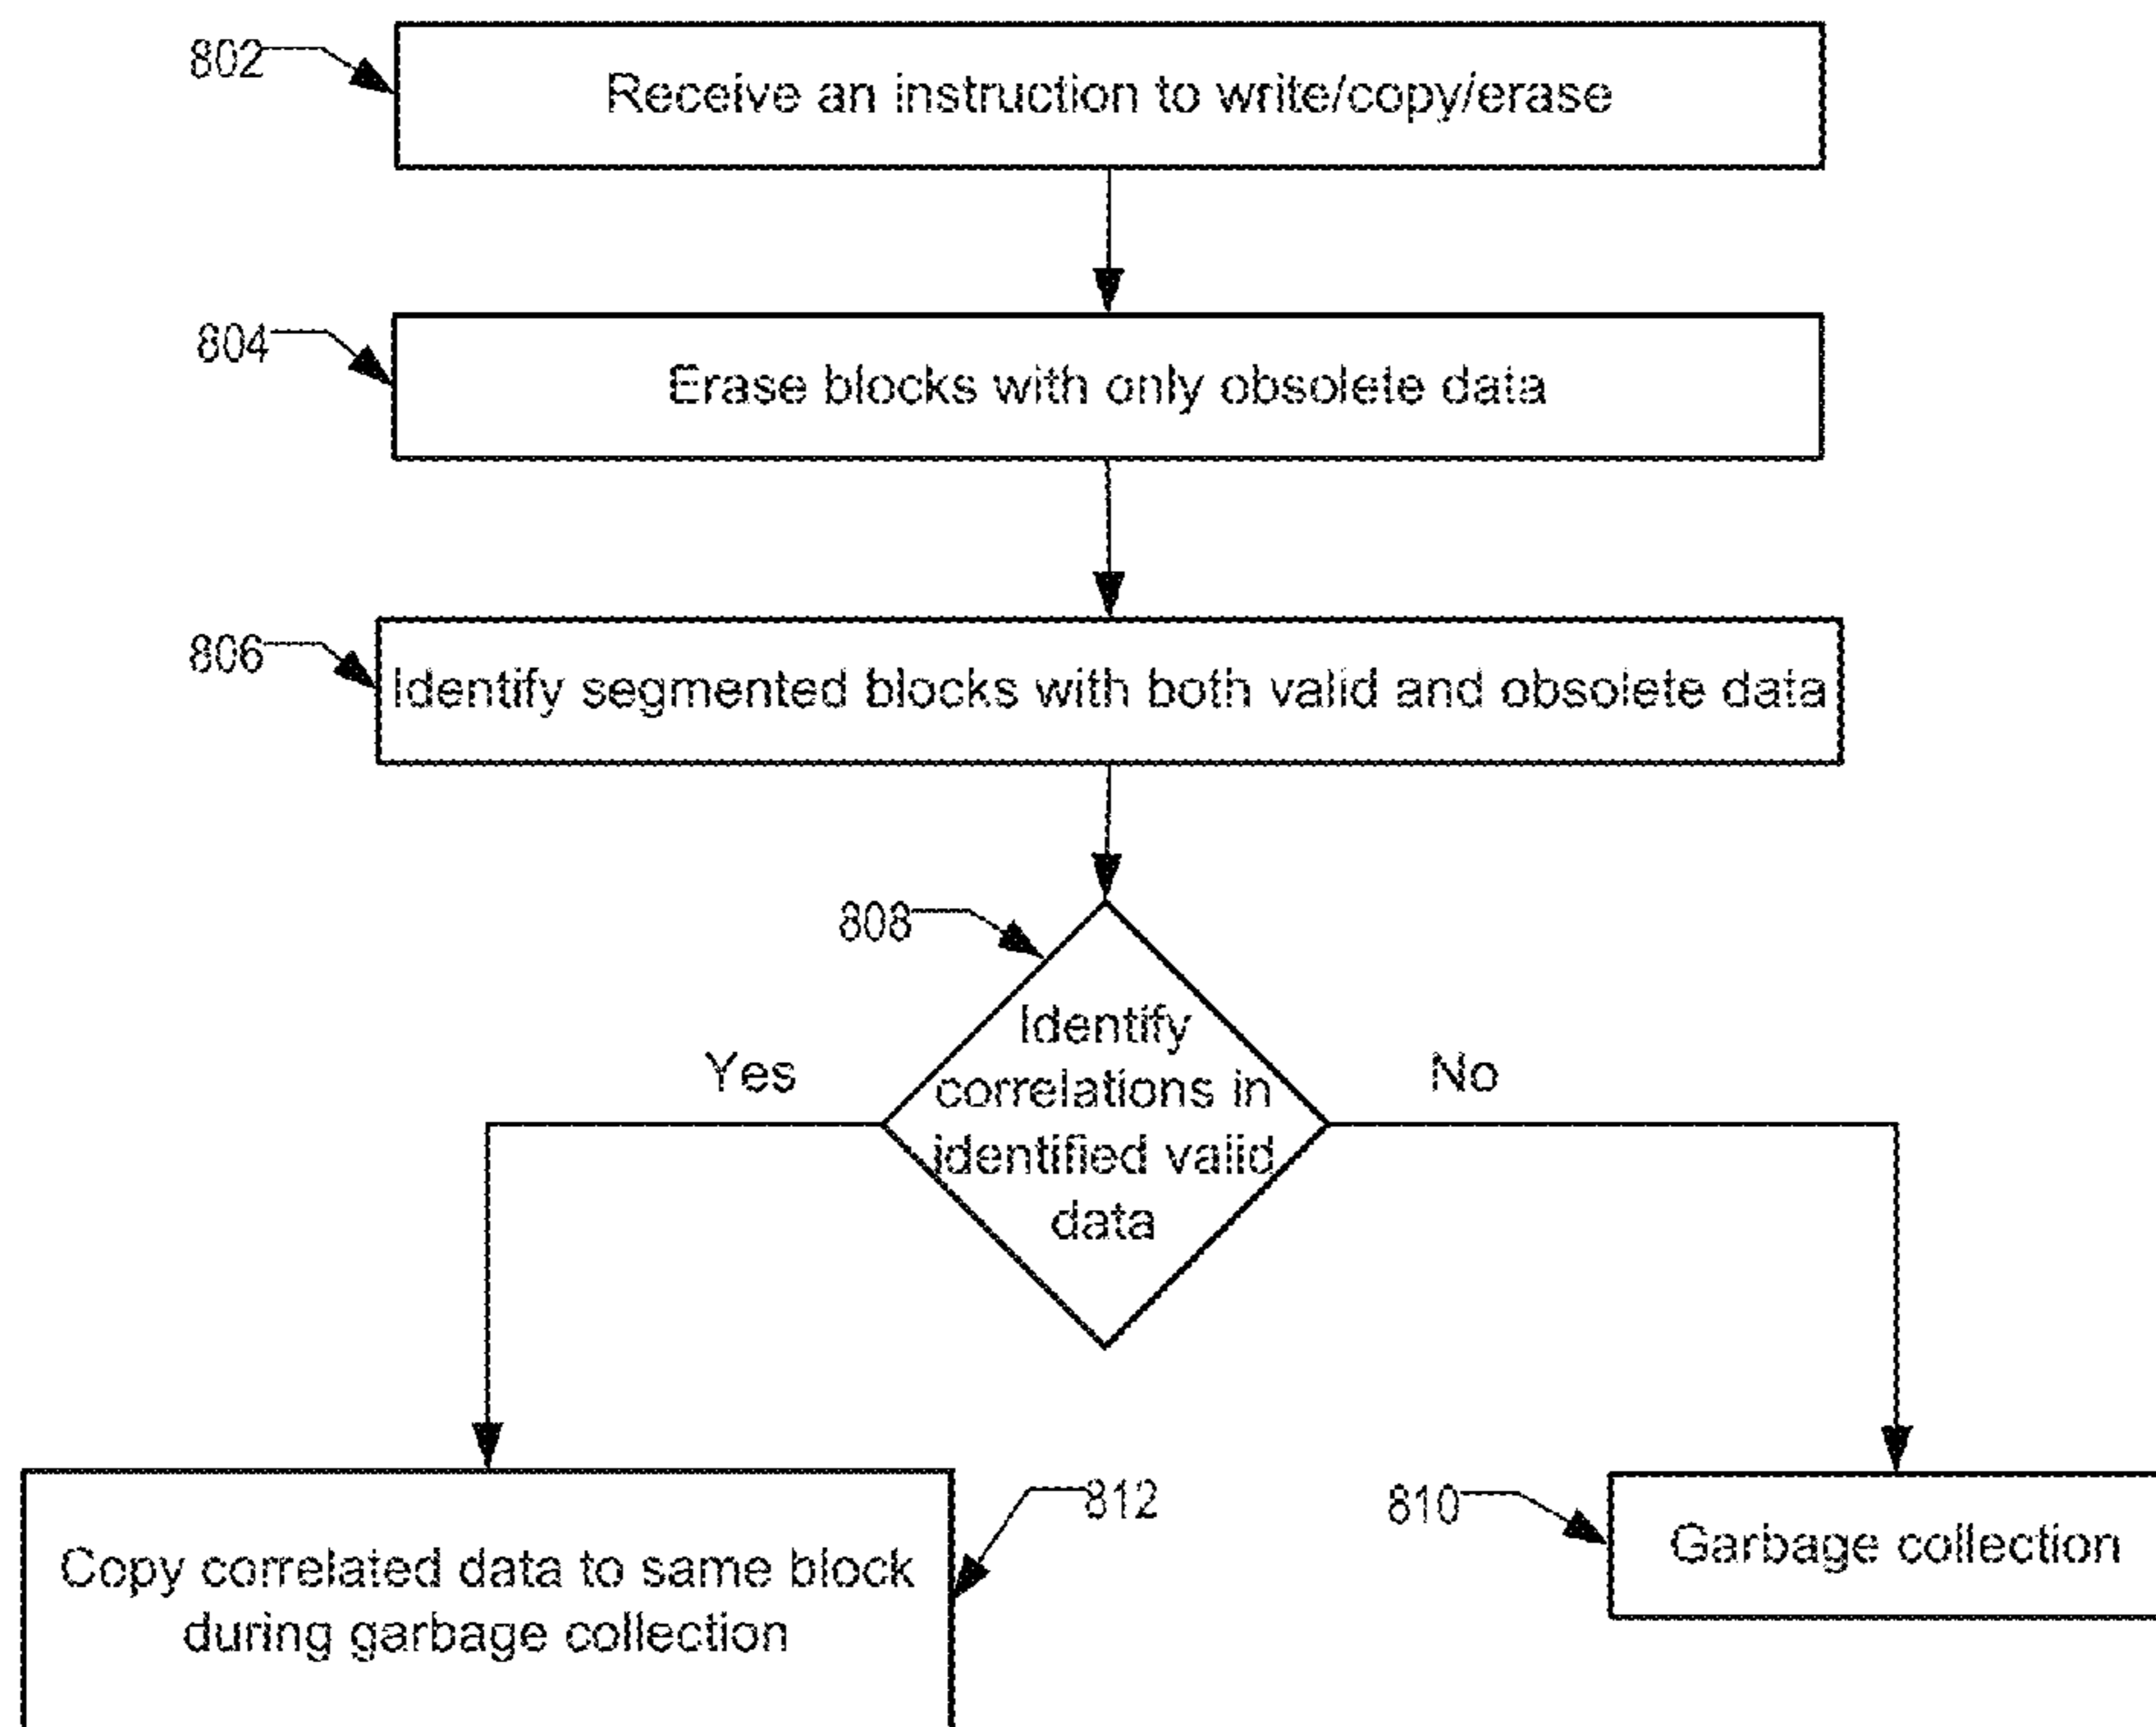 802
Receive an instruction to write/copy/erase
804
Erase blocks with only obsolete data
806
Identify segmented blocks with both valid and obsolete data
808
Identify
correlations in
identified valid
data
Yes
No
812
Copy correlated data to same block
during garbage collection
810
Garbage collection